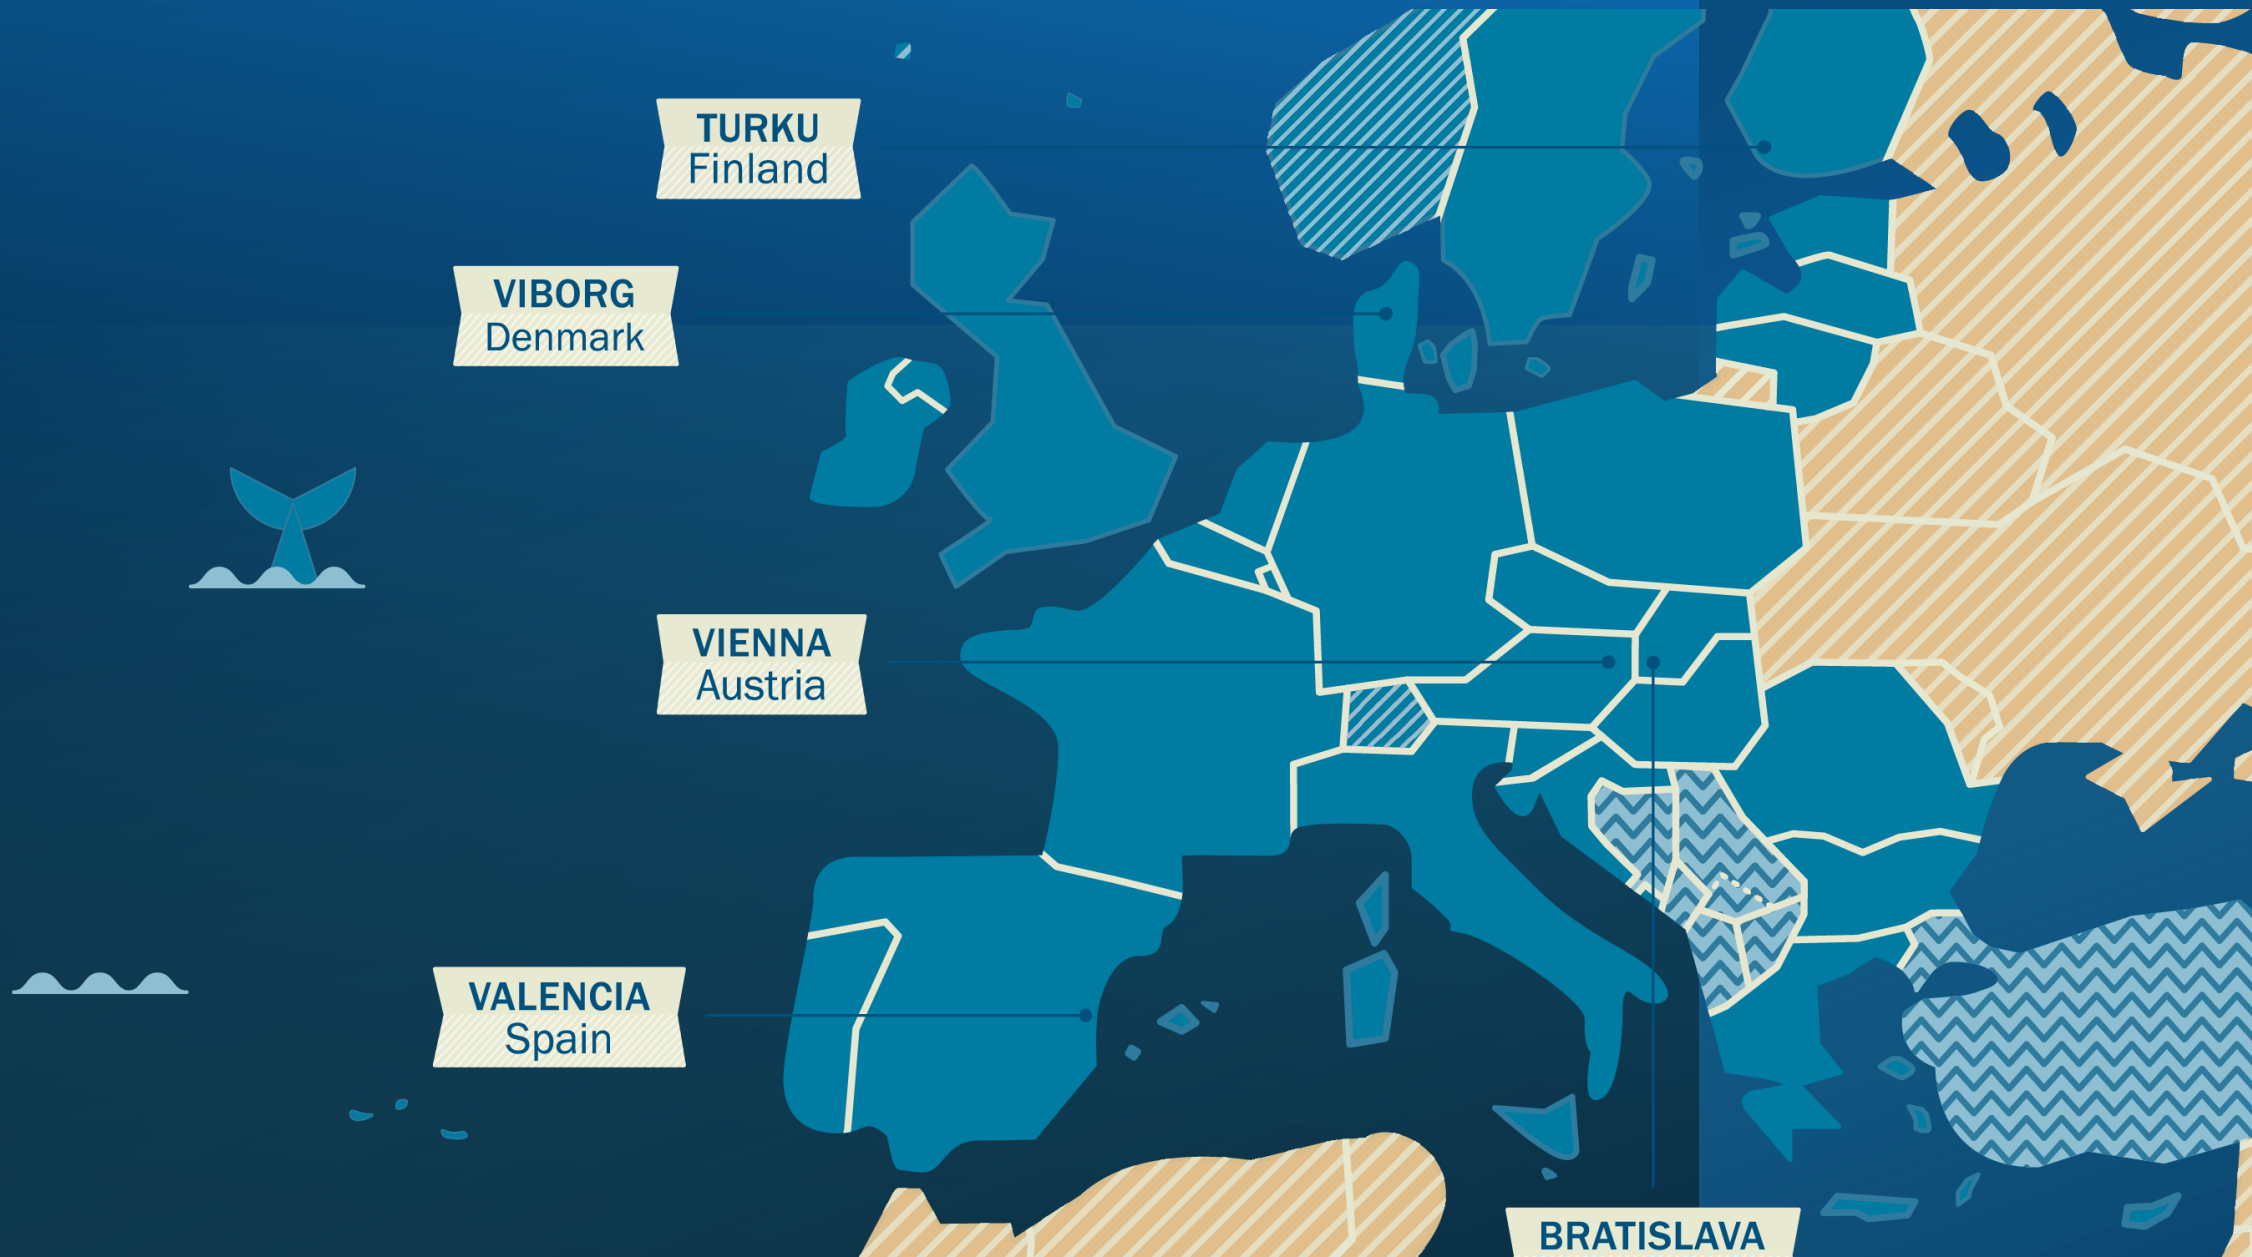 TURKU
Finland
VIBORG
Denmark
VIENNA
Austria
VALENCIA
Spain
BRATISLAVA